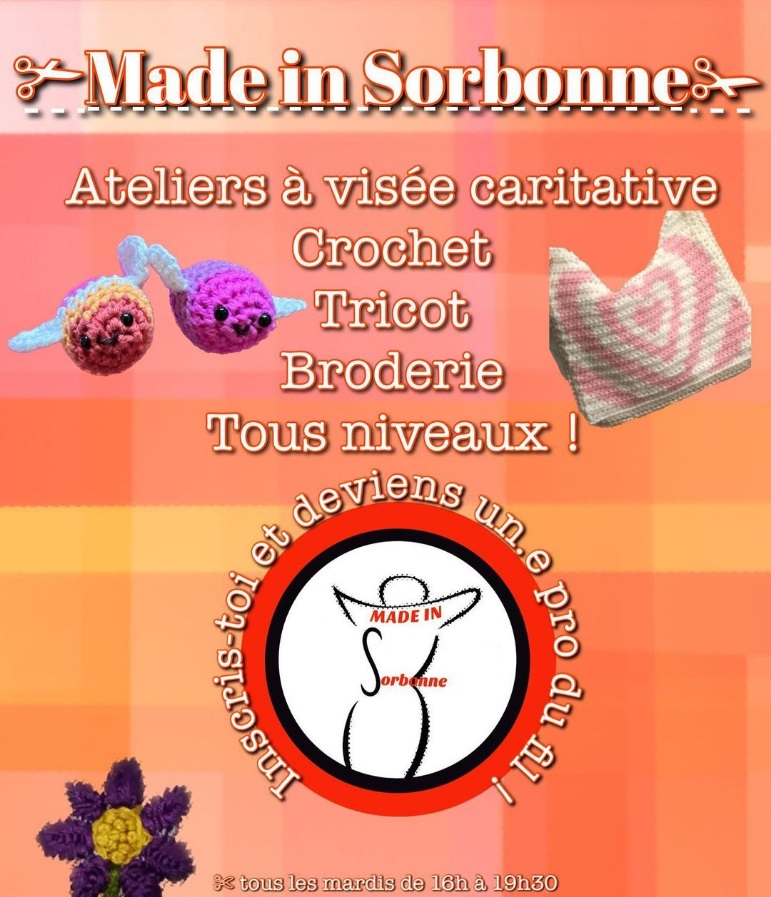 Made in Sorbonne
Ateliers à visée caritative
Crochet
Tricot
Broderie
Tous niveaux !
Inscris-toi et deviens un.e pro du fil !
MADE IN
Sorbonne
tous les mardis de 16h à 19h30